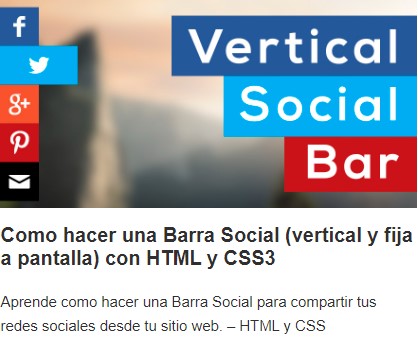 f
g+
Vertical
Social
Bar
Como hacer una Barra Social (vertical y fija
a pantalla) con HTML y CSS3
Aprende como hacer una Barra Social para compartir tus
redes sociales desde tu sitio web. – HTML y CSS